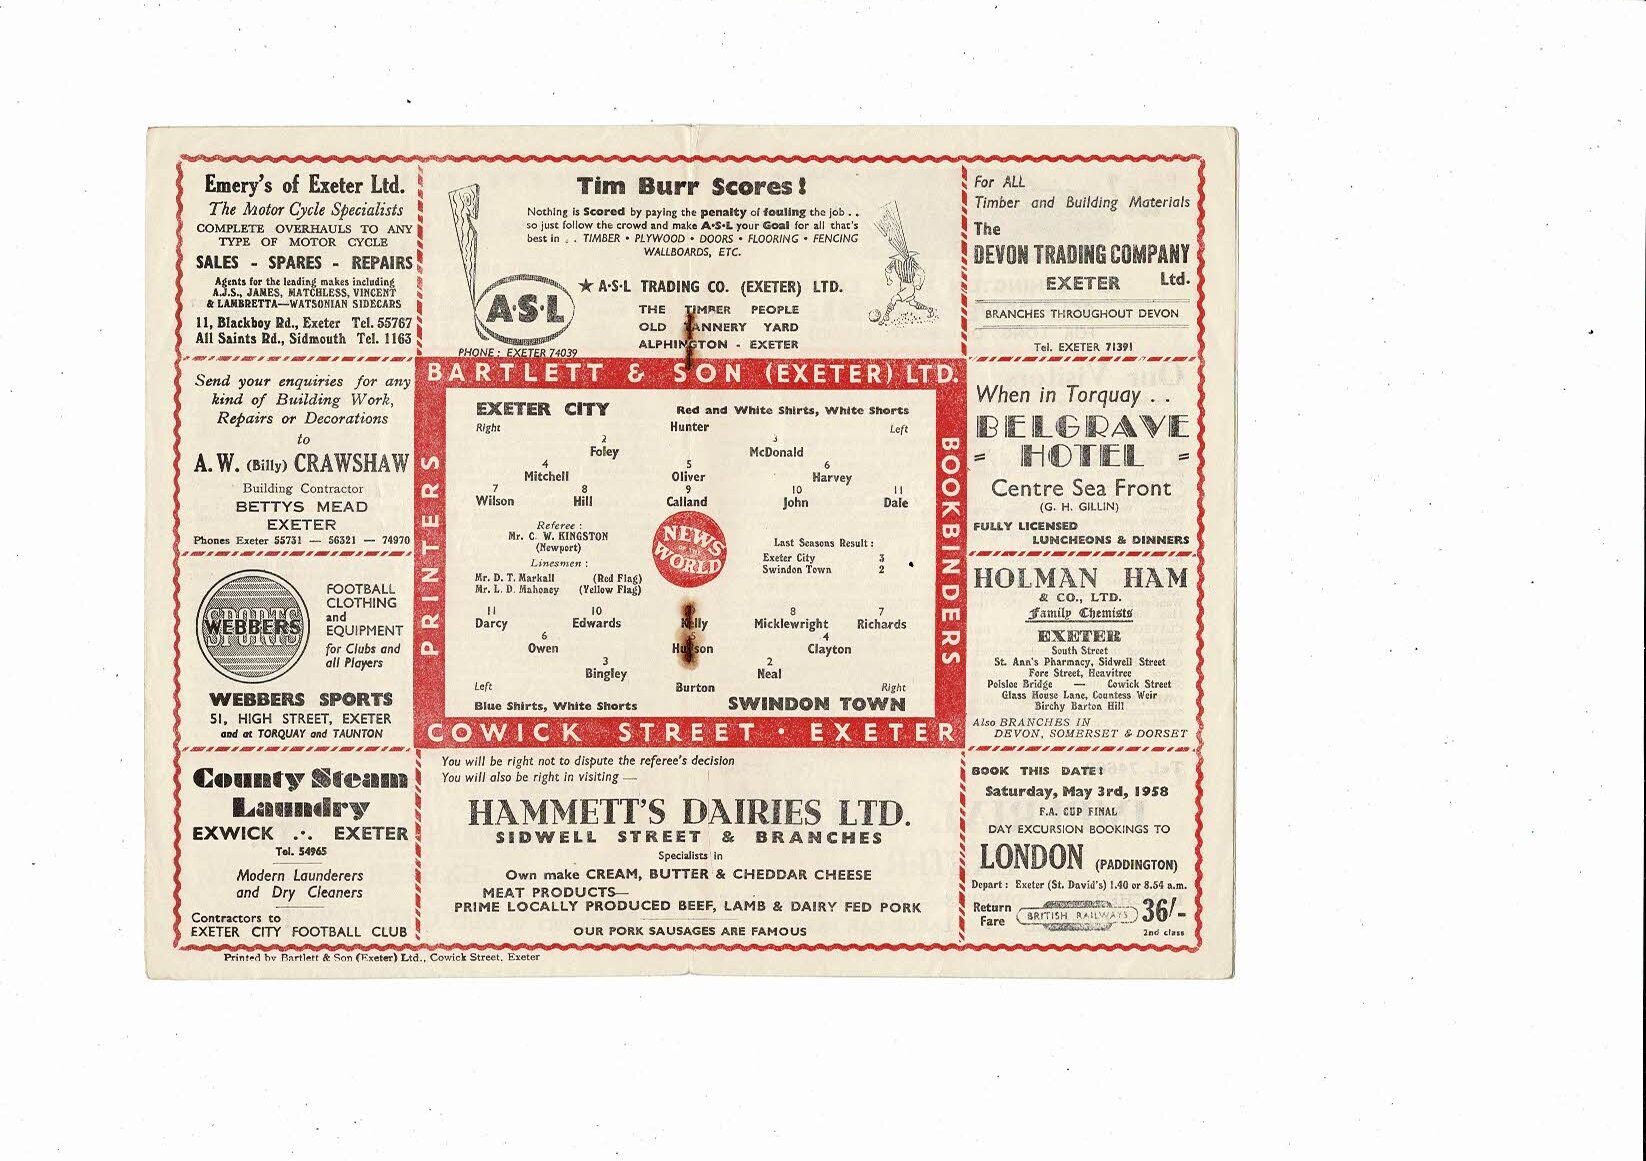 Emery's of Exeter Ltd.
The Motor Cycle Specialists
COMPLETE OVERHAULS TO ANY
TYPE OF MOTOR CYCLE
SALES - SPARES - REPAIRS
Agents for the leading makes including
A.J.S., JAMES, MATCHLESS, VINCENT
& LAMBRETTA—WATSONIAN SIDECARS
11, Blackboy Rd., Exeter Tel. 55767
All Saints Rd., Sidmouth Tel. 1163
Tim Burr Scores!
Nothing is Scored by paying the penalty of fouling the job . .
so just follow the crowd and make A·S·L your Goal for all that's
best in . . TIMBER • PLYWOOD • DOORS • FLOORING • FENCING
WALLBOARDS, ETC.
A·S·L
PHONE : EXETER 74039
★ A·S·L TRADING CO. (EXETER) LTD.
THE TIMBER PEOPLE
OLD TANNERY YARD
ALPHINGTON - EXETER
For ALL
Timber and Building Materials
The
DEVON TRADING COMPANY
EXETER Ltd.
BRANCHES THROUGHOUT DEVON
Tel. EXETER 71391
Send your enquiries for any
kind of Building Work,
Repairs or Decorations
to
A. W. (Billy) CRAWSHAW
Building Contractor
BETTYS MEAD
EXETER
Phones Exeter 55731 — 56321 — 74970
BARTLETT & SON (EXETER) LTD.
PRINTERS
BOOKBINDERS
COWICK STREET · EXETER
EXETER CITY Red and White Shirts, White Shorts
Right Hunter Left
2 3
Foley McDonald
4 5 6
Mitchell Oliver Harvey
7 8 9 10 11
Wilson Hill Calland John Dale
Referee :
Mr. C. W. KINGSTON
(Newport)
Linesmen :
Mr. D. T. Markall (Red Flag)
Mr. L. D. Mahoney (Yellow Flag)
NEWS
OF THE
WORLD
Last Seasons Result :
Exeter City 3
Swindon Town 2
11 10 9 8 7
Darcy Edwards Kelly Micklewright Richards
6 5 4
Owen Hudson Clayton
3 2
Bingley Neal
Left Burton Right
Blue Shirts, White Shorts SWINDON TOWN
When in Torquay . .
BELGRAVE
= HOTEL =
Centre Sea Front
(G. H. GILLIN)
FULLY LICENSED
LUNCHEONS & DINNERS
SPORTS
WEBBERS
SPORTS
FOOTBALL
CLOTHING
and
EQUIPMENT
for Clubs and
all Players
WEBBERS SPORTS
51, HIGH STREET, EXETER
and at TORQUAY and TAUNTON
HOLMAN HAM
& CO., LTD.
Family Chemists
EXETER
South Street
St. Ann's Pharmacy, Sidwell Street
Fore Street, Heavitree
Polsloe Bridge — Cowick Street
Glass House Lane, Countess Weir
Birchy Barton Hill
Also BRANCHES IN
DEVON, SOMERSET & DORSET
County Steam
Laundry
EXWICK .·. EXETER
Tel. 54965
Modern Launderers
and Dry Cleaners
Contractors to
EXETER CITY FOOTBALL CLUB
You will be right not to dispute the referee's decision
You will also be right in visiting —
HAMMETT'S DAIRIES LTD.
SIDWELL STREET & BRANCHES
Specialists in
Own make CREAM, BUTTER & CHEDDAR CHEESE
MEAT PRODUCTS—
PRIME LOCALLY PRODUCED BEEF, LAMB & DAIRY FED PORK
OUR PORK SAUSAGES ARE FAMOUS
BOOK THIS DATE!
Saturday, May 3rd, 1958
F.A. CUP FINAL
DAY EXCURSION BOOKINGS TO
LONDON (PADDINGTON)
Depart : Exeter (St. David's) 1.40 or 8.54 a.m.
Return
Fare
BRITISH RAILWAYS
36/-
2nd class
Printed by Bartlett & Son (Exeter) Ltd., Cowick Street, Exeter